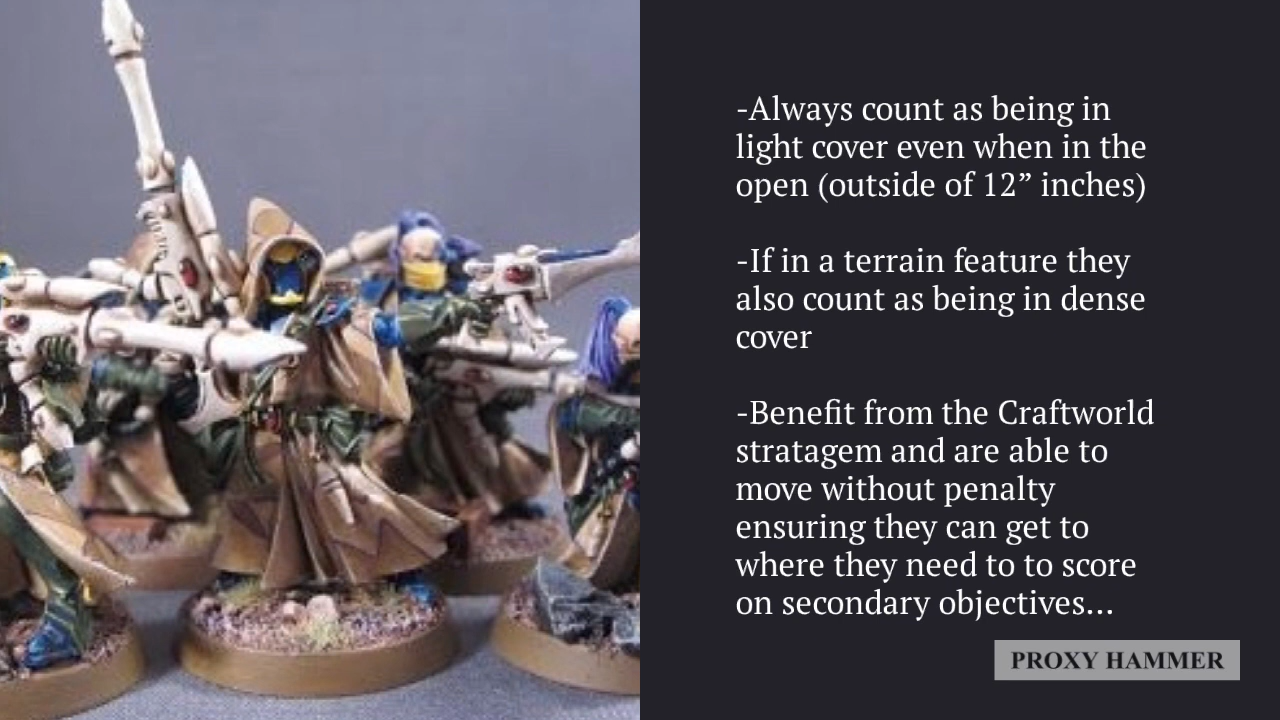 -Always count as being in
light cover even when in the
open (outside of 12” inches)
-If in a terrain feature they
also count as being in dense
cover
-Benefit from the Craftworld
stratagem and are able to
move without penalty
ensuring they can get to
where they need to to score
on secondary objectives...
PROXY HAMMER